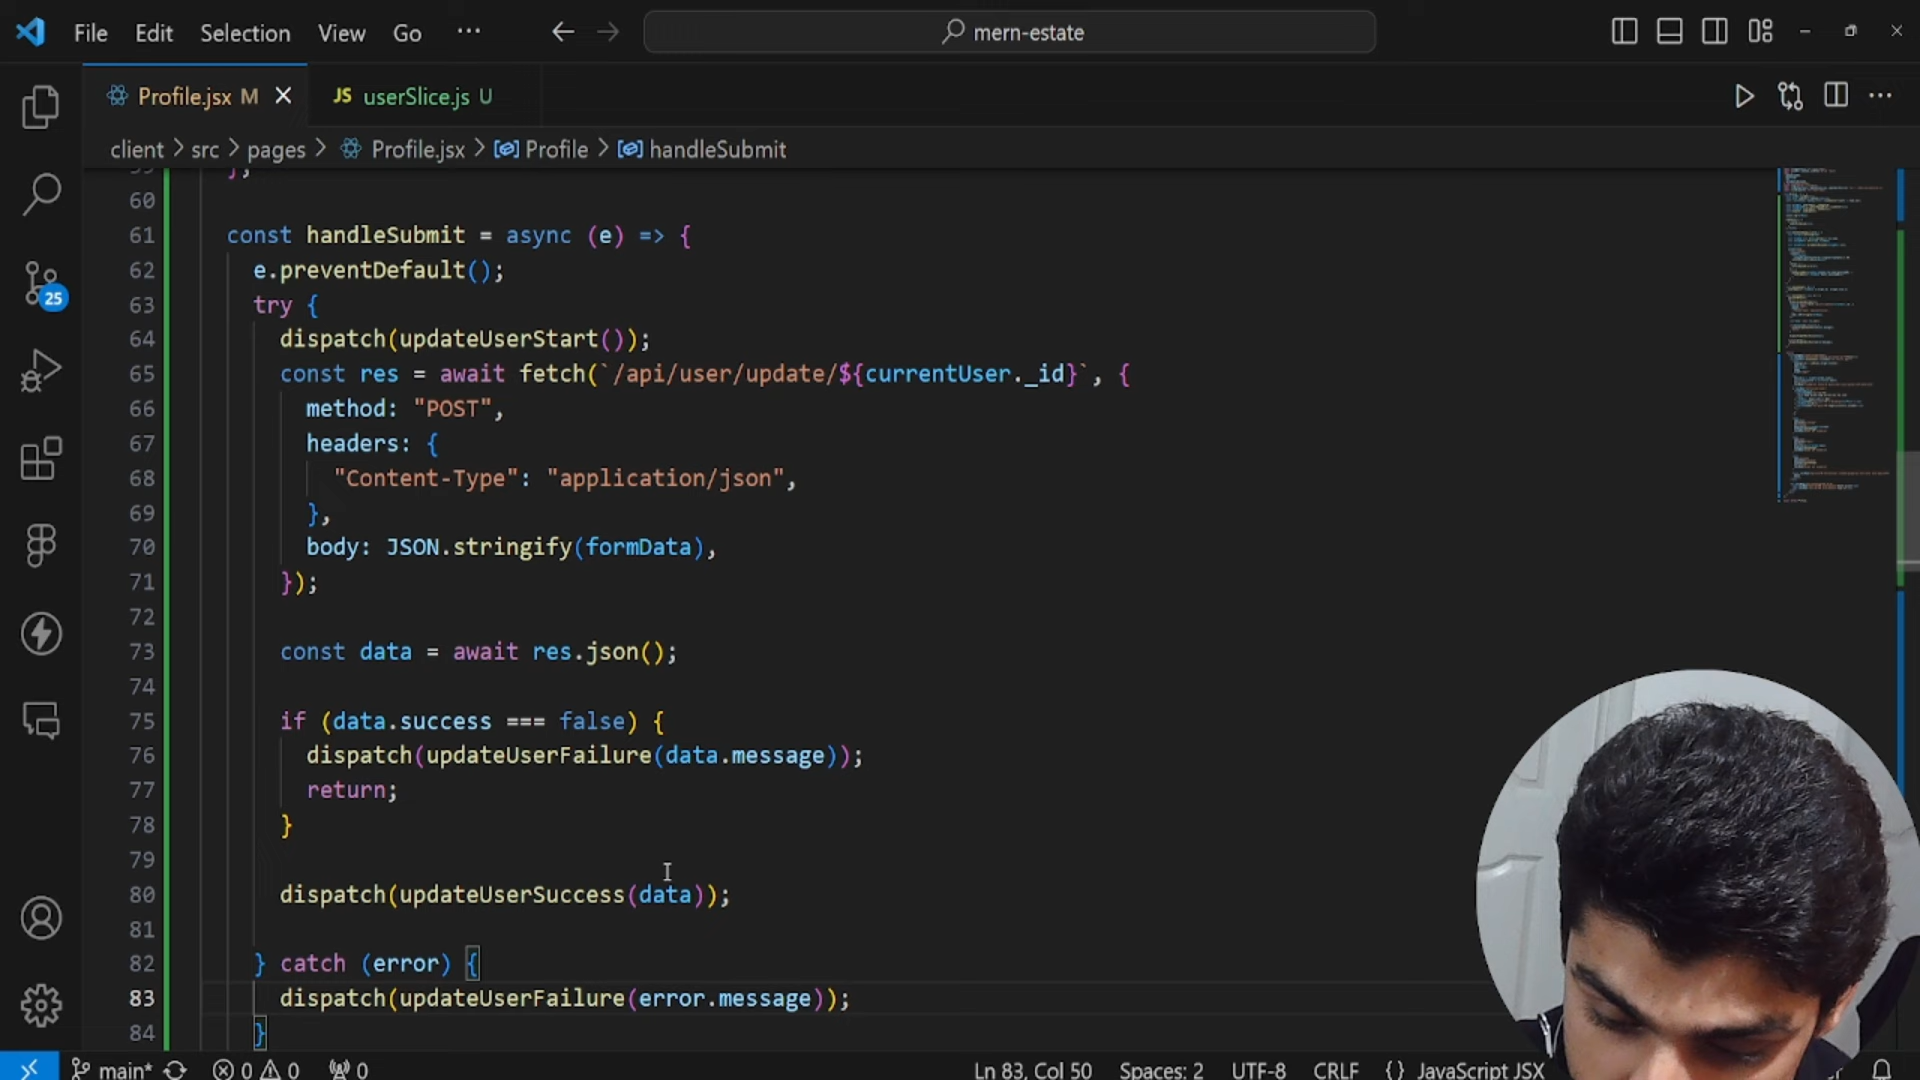 File Edit Selection View Go ··· mern-estate
Profile.jsx M JS userSlice.js U
client > src > pages > Profile.jsx > Profile > handleSubmit
60
61 const handleSubmit = async (e) => {
62 e.preventDefault();
63 try {
64 dispatch(updateUserStart());
65 const res = await fetch(`/api/user/update/${currentUser._id}`, {
66 method: "POST",
67 headers: {
68 "Content-Type": "application/json",
69 },
70 body: JSON.stringify(formData),
71 });
72
73 const data = await res.json();
74
75 if (data.success === false) {
76 dispatch(updateUserFailure(data.message));
77 return;
78 }
79
80 dispatch(updateUserSuccess(data));
81
82 } catch (error) {
83 dispatch(updateUserFailure(error.message));
84 }
25
main* 0 0 0 Ln 83, Col 50 Spaces: 2 UTF-8 CRLF {} JavaScript JSX